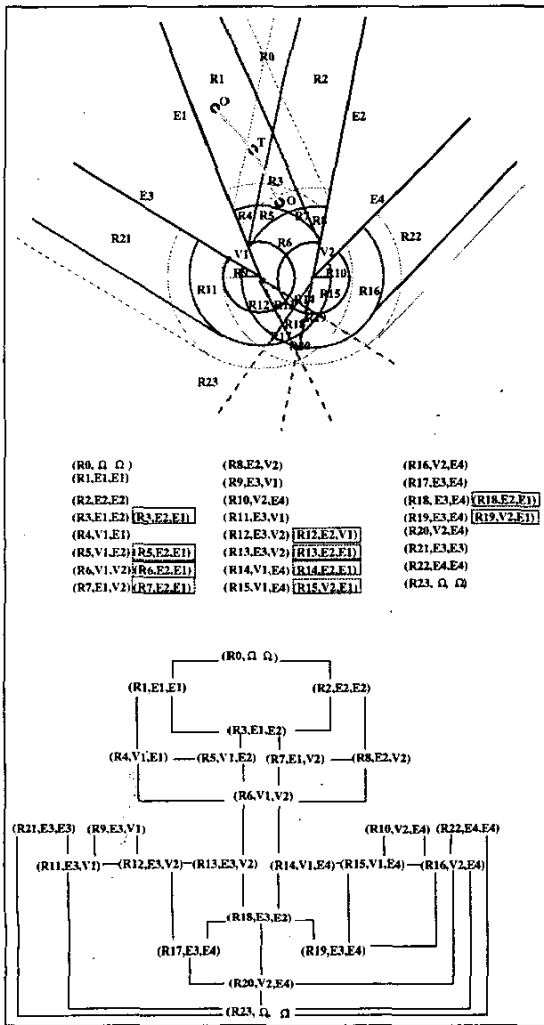 R0
R1 R2
O
E1 E2
T
R3
E3 O E4
R4 R5 R7 R8
R21 R22
V1 R6 V2
R9 R10
R11 R12 R15 R16
R18
R17
R23
(R0, Ω Ω) (R8,E2,V2) (R16,V2,E4)
(R1,E1,E1) (R9,E3,V1) (R17,E3,E4)
(R2,E2,E2) (R10,V2,E4) (R18, E3,E4) (R18,E2,E1)
(R3,E1,E2) (R3,E2,E1) (R11,E3,V1) (R19,E3,E4) (R19,V2,E1)
(R4,V1,E1) (R12,E3,V2) (R12,E2,V1) (R20,V2,E4)
(R5,V1,E2) (R5,E2,E1) (R13,E3,V2) (R13,E2,E1) (R21,E3,E3)
(R6,V1,V2) (R6,E2,E1) (R14,V1,E4) (R14,E2,E1) (R22,E4,E4)
(R7,E1,V2) (R7,E2,E1) (R15,V1,E4) (R15,V2,E1) (R23, Ω, Ω)
(R0,Ω Ω)
(R1,E1,E1) (R2,E2,E2)
(R3,E1,E2)
(R4,V1,E1) (R5,V1,E2) (R7,E1,V2) (R8,E2,V2)
(R6,V1,V2)
(R21,E3,E3) (R9,E3,V1) (R10,V2,E4) (R22,E4,E4)
(R11,E3,V1) (R12,E3,V2) (R13,E3,V2) (R14,V1,E4) (R15,V1,E4) (R16,V2,E4)
(R18,E3,E2)
(R17,E3,E4) (R19,E3,E4)
(R20,V2,E4)
(R23, Ω, Ω)